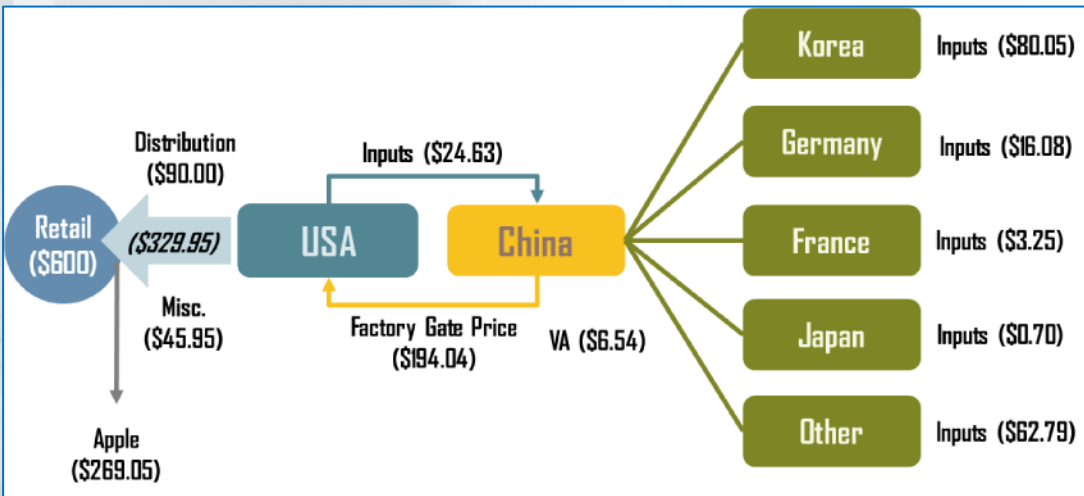 Distribution
($90.00)
Retail
($600)
($329.95)
Misc.
($45.95)
Apple
($269.05)
Inputs ($24.63)
USA
China
Factory Gate Price
($194.04)
VA ($6.54)
Korea
Inputs ($80.05)
Germany
Inputs ($16.08)
France
Inputs ($3.25)
Japan
Inputs ($0.70)
Other
Inputs ($62.79)